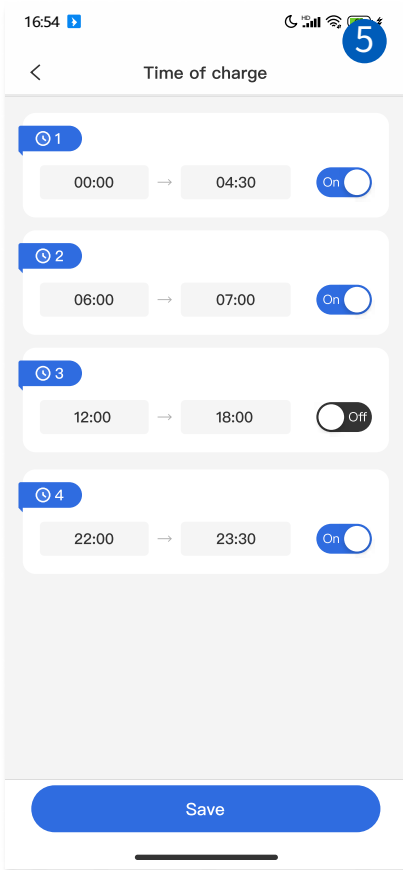 16:54
HD
5
Time of charge
1
00:00 → 04:30 On
2
06:00 → 07:00 On
3
12:00 → 18:00 Off
4
22:00 → 23:30 On
Save